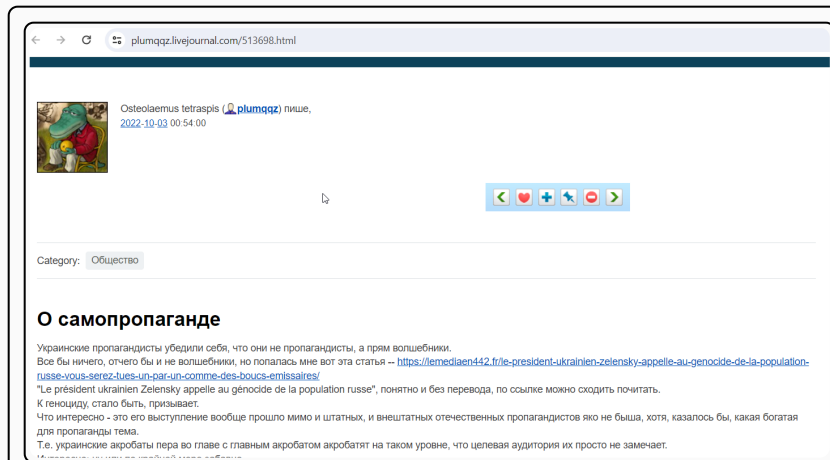 plumqqz.livejournal.com/513698.html
Osteolaemus tetraspis (plumqqz) пише,
2022-10-03 00:54:00
Category: Общество
О самопропаганде
Украинские пропагандисты убедили себя, что они не пропагандисты, а прям волшебники.
Все бы ничего, отчего бы и не волшебники, но попалась мне вот эта статья -- https://lemediaen442.fr/le-president-ukrainien-zelensky-appelle-au-genocide-de-la-population-
russe-vous-serez-tues-un-par-un-comme-des-boucs-emissaires/
"Le président ukrainien Zelensky appelle au génocide de la population russe", понятно и без перевода, по ссылке можно сходить почитать.
К геноциду, стало быть, призывает.
Что интересно - это его выступление вообще прошло мимо и штатных, и внештатных отечественных пропагандистов яко не быша, хотя, казалось бы, какая богатая
для пропаганды тема.
Т.е. украинские акробаты пера во главе с главным акробатом акробатят на таком уровне, что целевая аудитория их просто не замечает.